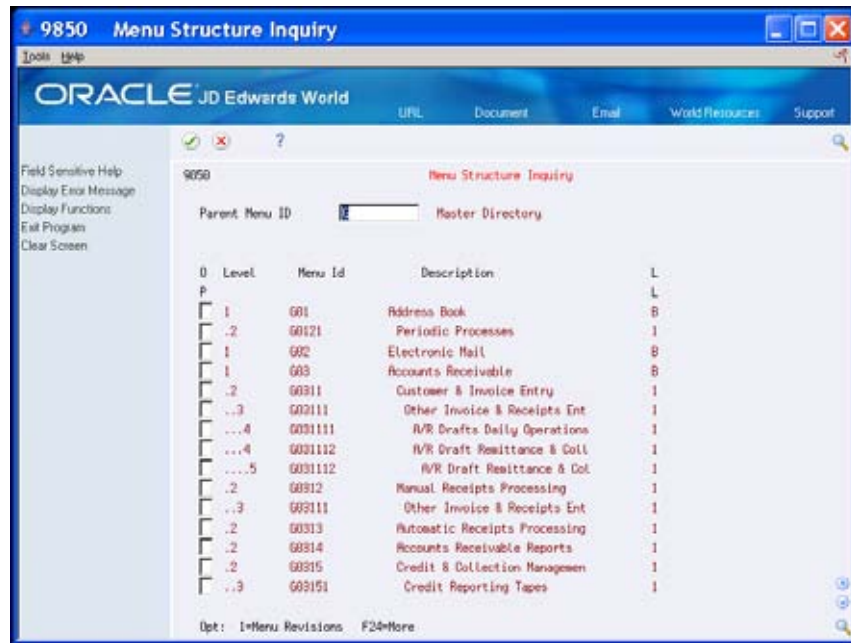 9850 Menu Structure Inquiry
Tools Help
ORACLE JD Edwards World
URL Document Email World Resources Support
?
Field Sensitive Help
Display Error Message
Display Functions
Exit Program
Clear Screen
9850 Menu Structure Inquiry
Parent Menu ID G Master Directory
O Level Menu Id Description L
P L
1 G01 Address Book B
.2 G0121 Periodic Processes 1
1 G02 Electronic Mail B
1 G03 Accounts Receivable B
.2 G0311 Customer & Invoice Entry 1
..3 G03111 Other Invoice & Receipts Ent 1
...4 G031111 A/R Drafts Daily Operations 1
...4 G031112 A/R Draft Remittance & Coll 1
....5 G031112 A/R Draft Remittance & Col 1
.2 G0312 Manual Receipts Processing 1
..3 G03111 Other Invoice & Receipts Ent 1
.2 G0313 Automatic Receipts Processing 1
.2 G0314 Accounts Receivable Reports 1
.2 G0315 Credit & Collection Managemen 1
..3 G03151 Credit Reporting Tapes 1
Opt: 1=Menu Revisions F24=More